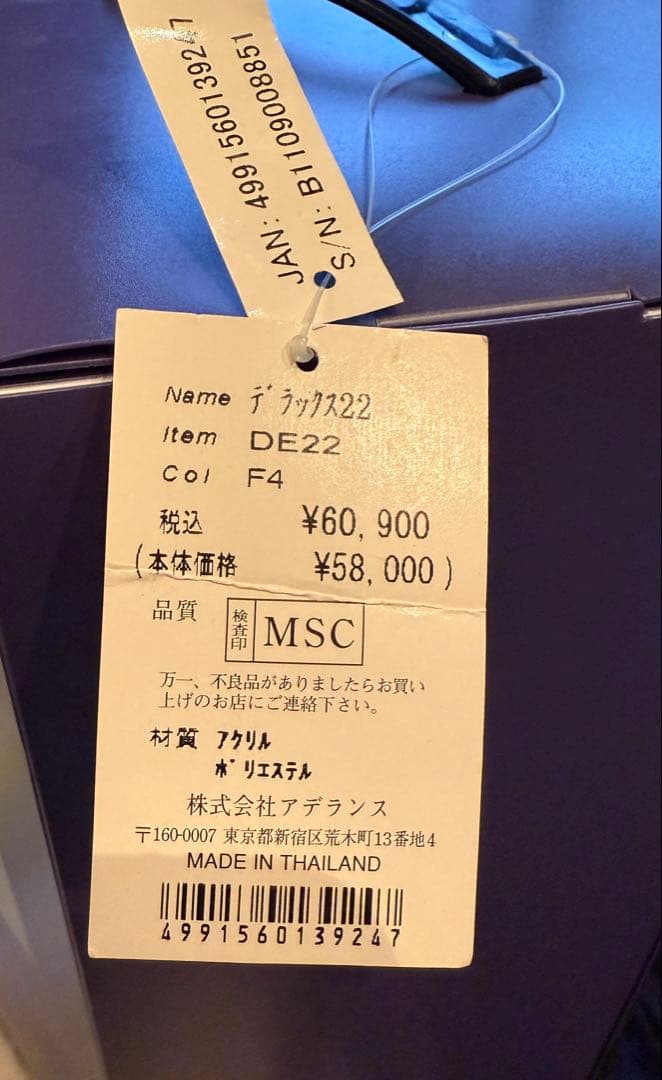 JAN: 4991560139247
S/N: B1109008851
Name デラックス22
Item DE22
Col F4
税込 ¥60,900
(本体価格 ¥58,000)
品質 検査印 MSC
万一、不良品がありましたらお買い
上げのお店にご連絡下さい。
材質 アクリル
ポリエステル
株式会社アデランス
〒160-0007 東京都新宿区荒木町13番地4
MADE IN THAILAND
4991560139247